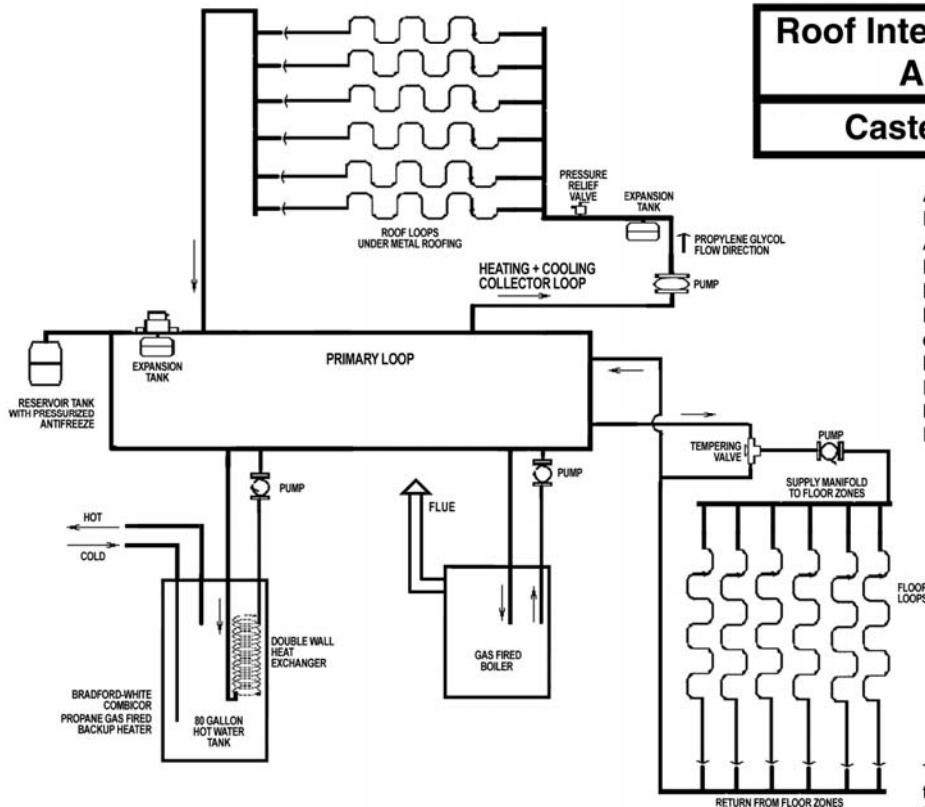 Roof Inte
A
Caste
PRESSURE
RELIEF
VALVE
EXPANSION
TANK
ROOF LOOPS
UNDER METAL ROOFING
PROPYLENE GLYCOL
FLOW DIRECTION
HEATING + COOLING
COLLECTOR LOOP
PUMP
PRIMARY LOOP
EXPANSION
TANK
RESERVOIR TANK
WITH PRESSURIZED
ANTIFREEZE
TEMPERING
VALVE
PUMP
PUMP
PUMP
SUPPLY MANIFOLD
TO FLOOR ZONES
FLUE
HOT
COLD
FLOOR
LOOPS
DOUBLE WALL
HEAT
EXCHANGER
GAS FIRED
BOILER
BRADFORD-WHITE
COMBICOR
PROPANE GAS FIRED
BACKUP HEATER
80 GALLON
HOT WATER
TANK
RETURN FROM FLOOR ZONES